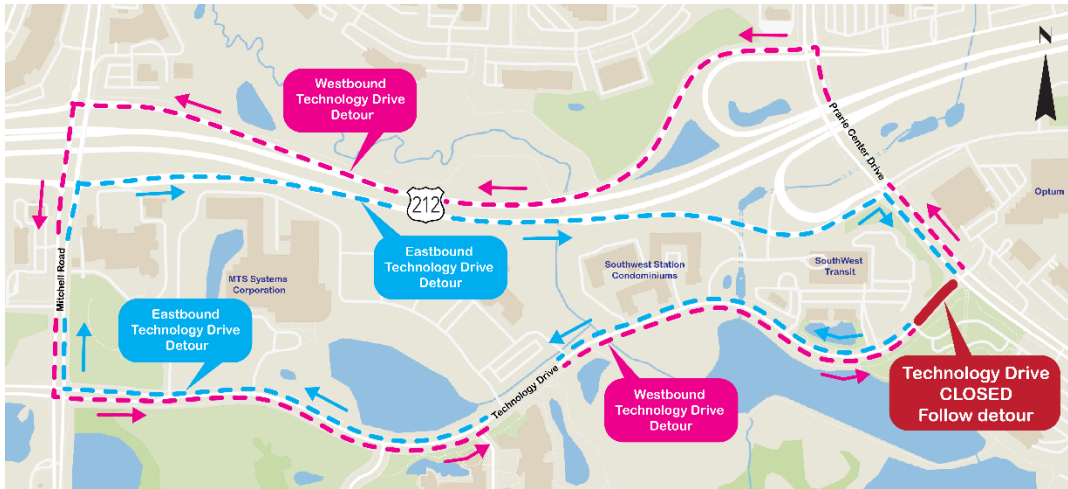 N
Westbound
Technology Drive
Detour
Prarie Center Drive
Optum
212
Eastbound
Technology Drive
Detour
Southwest Station
Condominiums
SouthWest
Transit
MTS Systems
Corporation
Mitchell Road
Eastbound
Technology Drive
Detour
Technology Drive
Westbound
Technology Drive
Detour
Technology Drive
CLOSED
Follow detour